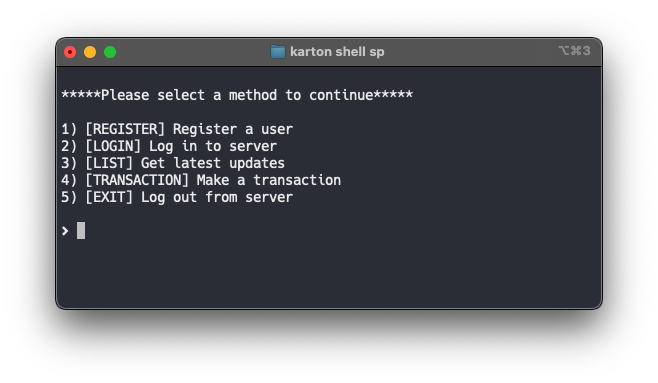 karton shell sp
⌥⌘3
*****Please select a method to continue*****
1) [REGISTER] Register a user
2) [LOGIN] Log in to server
3) [LIST] Get latest updates
4) [TRANSACTION] Make a transaction
5) [EXIT] Log out from server
>